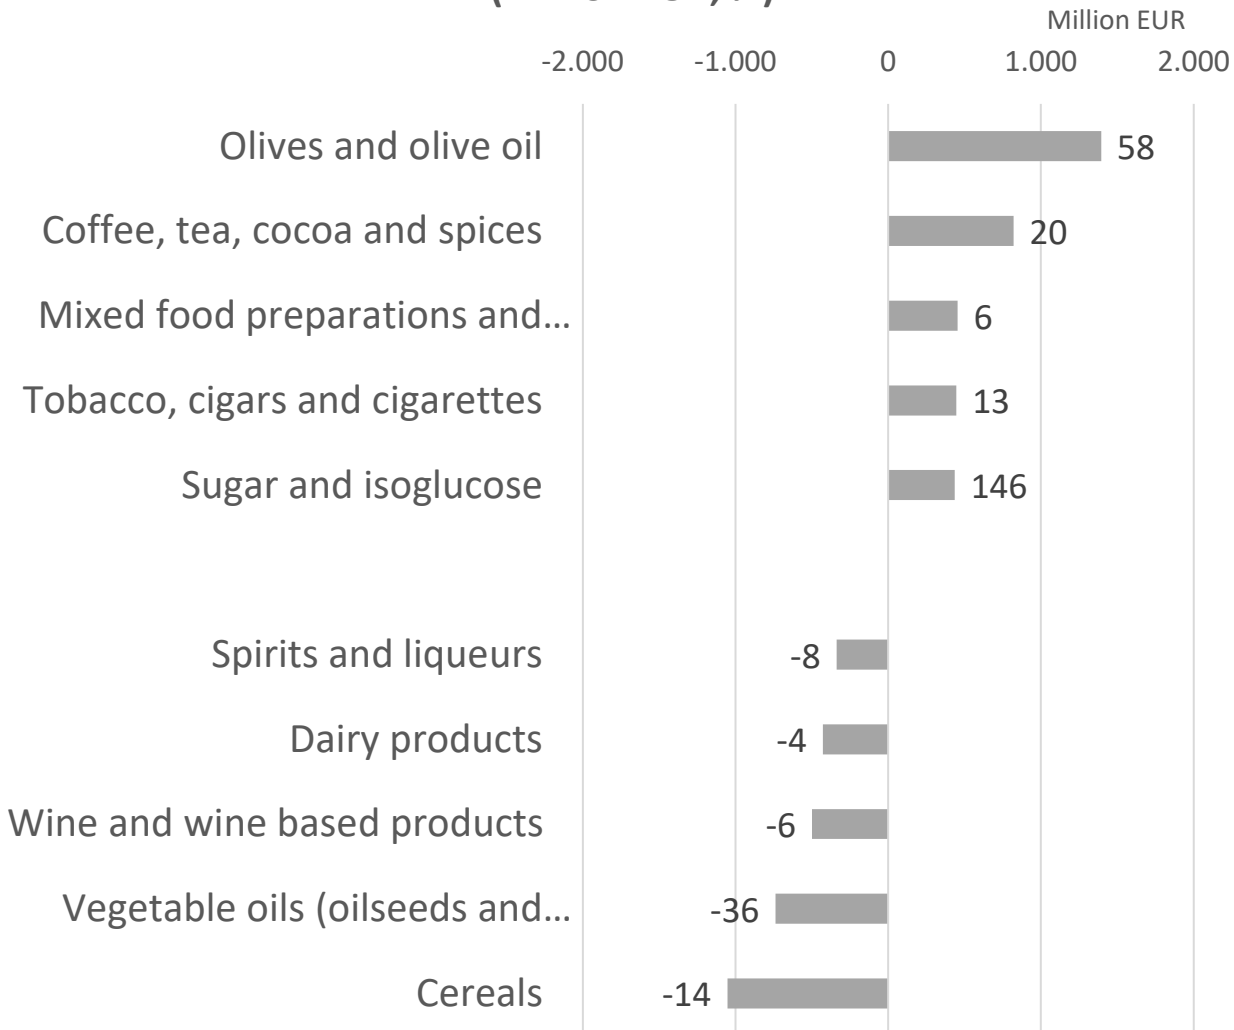 Million EUR
-2.000 -1.000 0 1.000 2.000
Olives and olive oil 58
Coffee, tea, cocoa and spices 20
Mixed food preparations and... 6
Tobacco, cigars and cigarettes 13
Sugar and isoglucose 146
Spirits and liqueurs -8
Dairy products -4
Wine and wine based products -6
Vegetable oils (oilseeds and... -36
Cereals -14